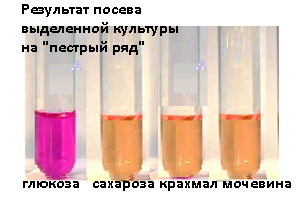 Результат посева
выделенной культуры
на "пестрый ряд"
глюкоза сахароза крахмал мочевина